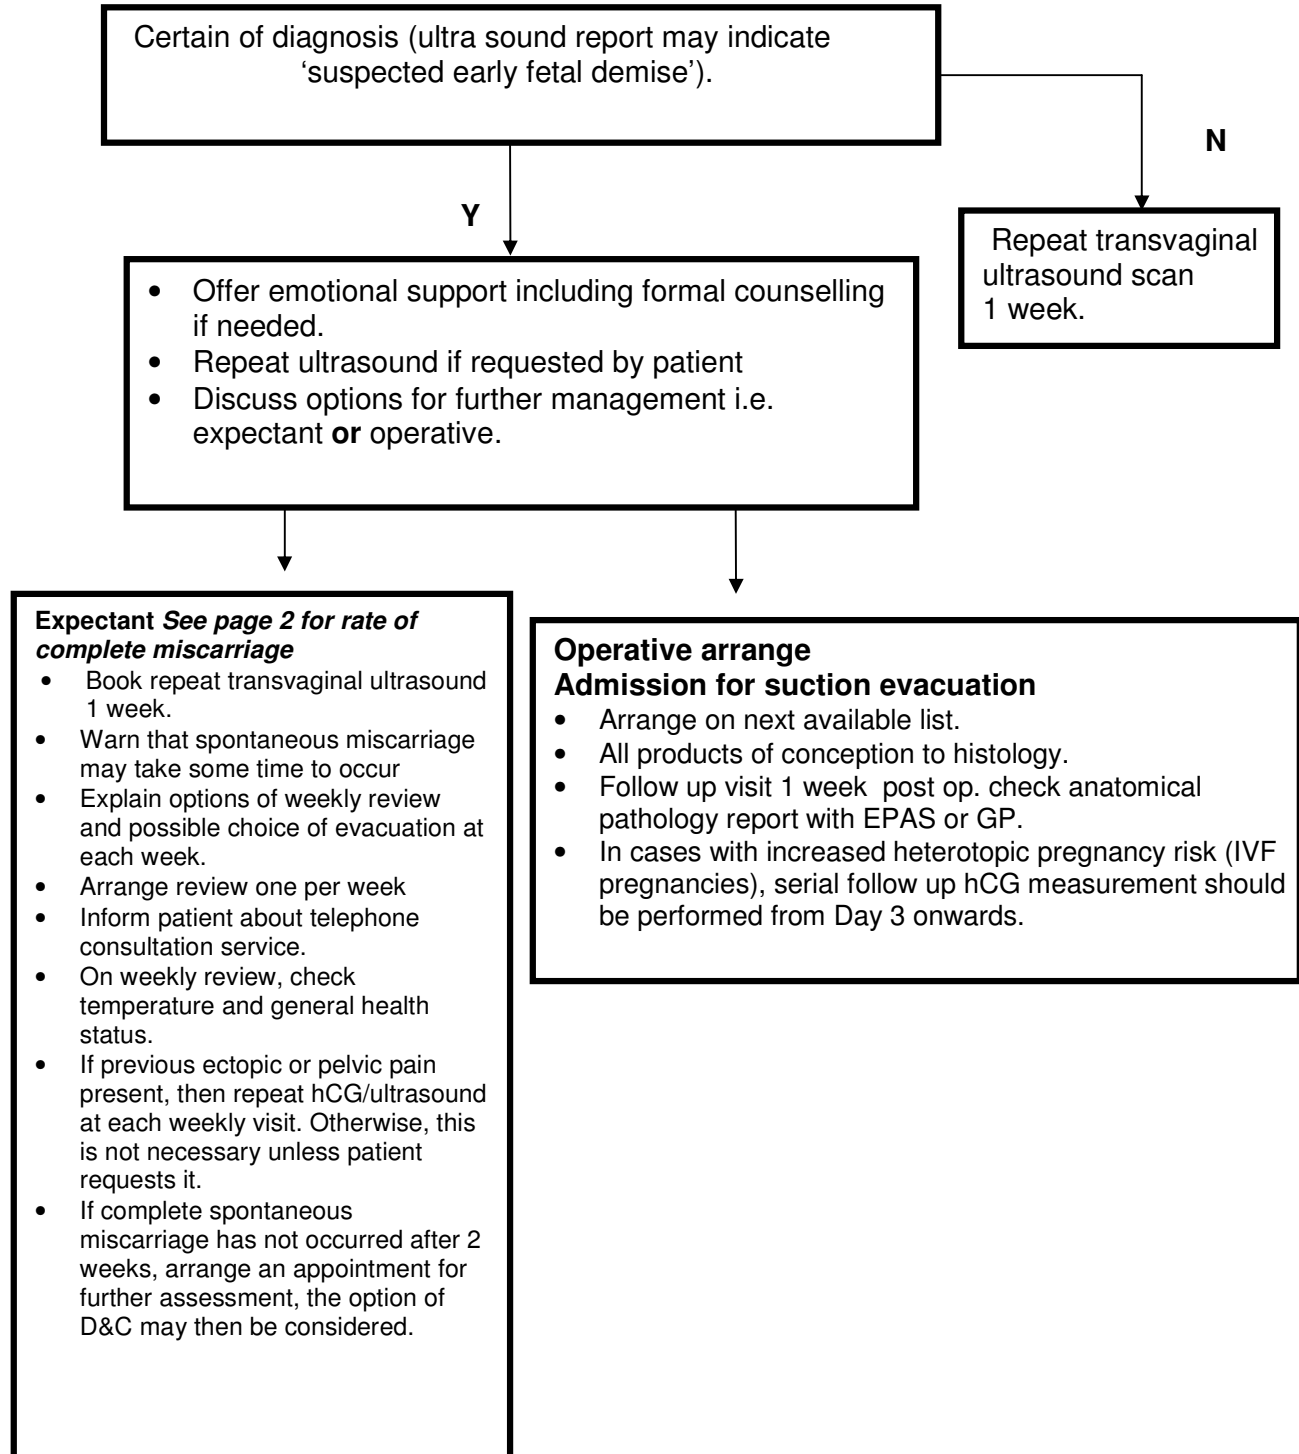 Certain of diagnosis (ultra sound report may indicate
‘suspected early fetal demise’).
N
Y
Repeat transvaginal
ultrasound scan
1 week.
• Offer emotional support including formal counselling
if needed.
• Repeat ultrasound if requested by patient
• Discuss options for further management i.e.
expectant or operative.
Expectant See page 2 for rate of
complete miscarriage
• Book repeat transvaginal ultrasound
1 week.
• Warn that spontaneous miscarriage
may take some time to occur
• Explain options of weekly review
and possible choice of evacuation at
each week.
• Arrange review one per week
• Inform patient about telephone
consultation service.
• On weekly review, check
temperature and general health
status.
• If previous ectopic or pelvic pain
present, then repeat hCG/ultrasound
at each weekly visit. Otherwise, this
is not necessary unless patient
requests it.
• If complete spontaneous
miscarriage has not occurred after 2
weeks, arrange an appointment for
further assessment, the option of
D&C may then be considered.
Operative arrange
Admission for suction evacuation
• Arrange on next available list.
• All products of conception to histology.
• Follow up visit 1 week post op. check anatomical
pathology report with EPAS or GP.
• In cases with increased heterotopic pregnancy risk (IVF
pregnancies), serial follow up hCG measurement should
be performed from Day 3 onwards.